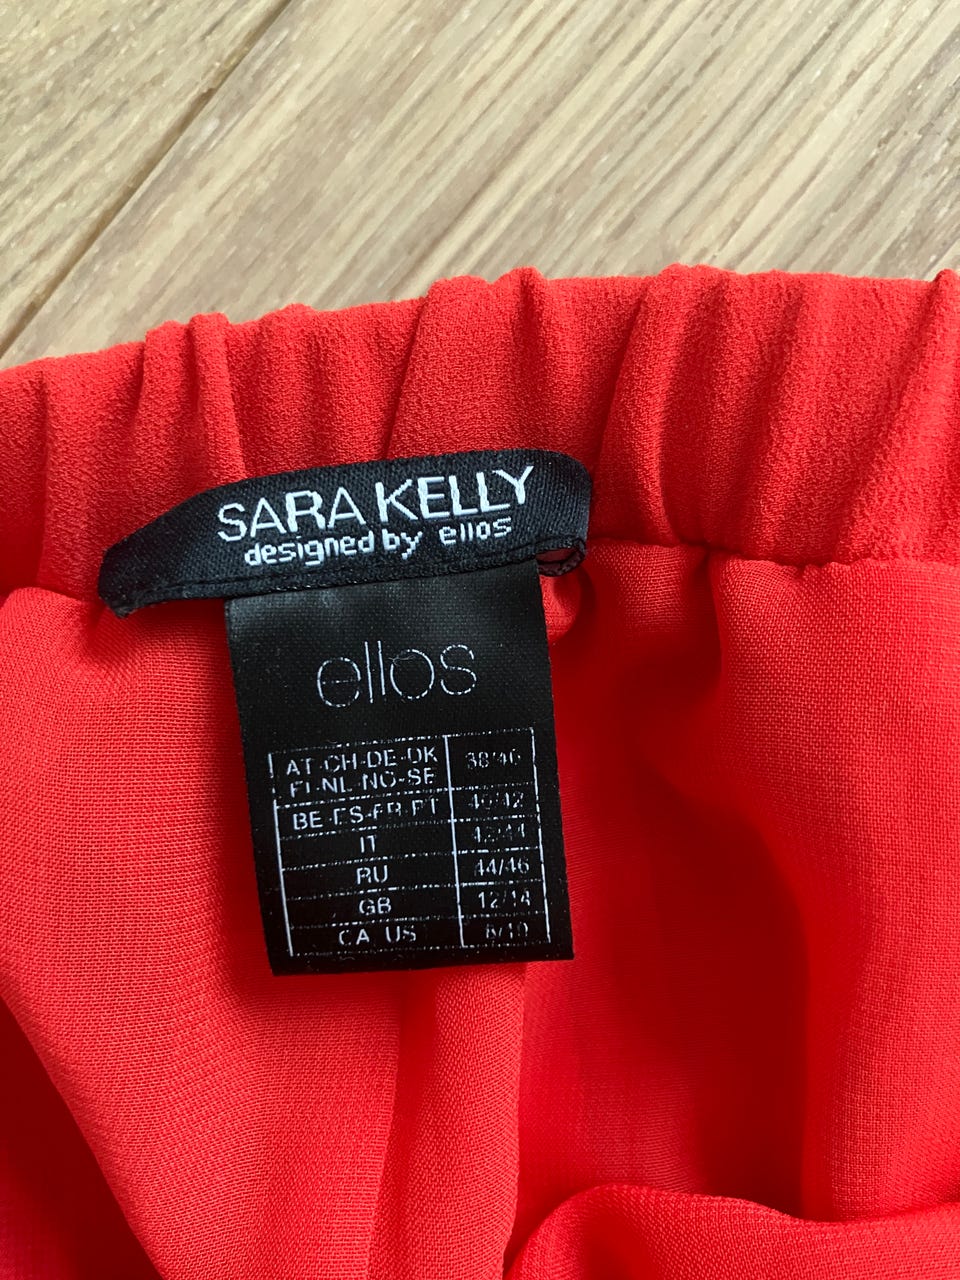 SARA KELLY
designed by ellos
ellos
AT-CH-DE-DK 38/40
FI-NL-NO-SE
BE-ES-FR-PT 40/42
IT 42/44
RU 44/46
GB 12/14
CA US 8/10